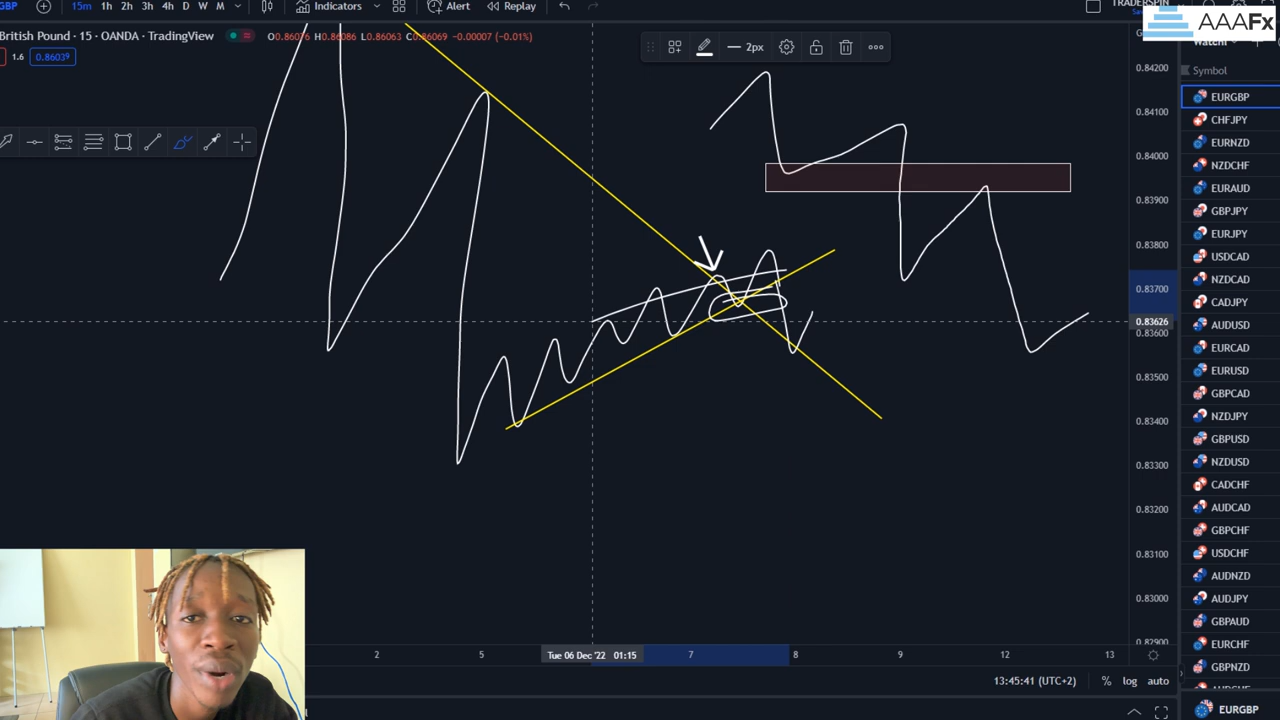 GBP 15m 1h 2h 3h 4h D W M Indicators Alert Replay
AAAFx
British Pound · 15 · OANDA · TradingView O0.86076 H0.86086 L0.86063 C0.86069 -0.00007 (-0.01%)
1.6 0.86039
2px
Symbol
EURGBP
CHFJPY
EURNZD
NZDCHF
EURAUD
GBPJPY
EURJPY
USDCAD
NZDCAD
CADJPY
AUDUSD
EURCAD
EURUSD
GBPCAD
NZDJPY
GBPUSD
NZDUSD
CADCHF
AUDCAD
GBPCHF
USDCHF
AUDNZD
AUDJPY
GBPAUD
EURCHF
GBPNZD
EURGBP
0.84200
0.84100
0.84000
0.83900
0.83800
0.83700
0.83626
0.83600
0.83500
0.83400
0.83300
0.83200
0.83100
0.83000
0.82900
2 5 Tue 06 Dec '22 01:15 7 8 9 12 13
13:45:41 (UTC+2) % log auto